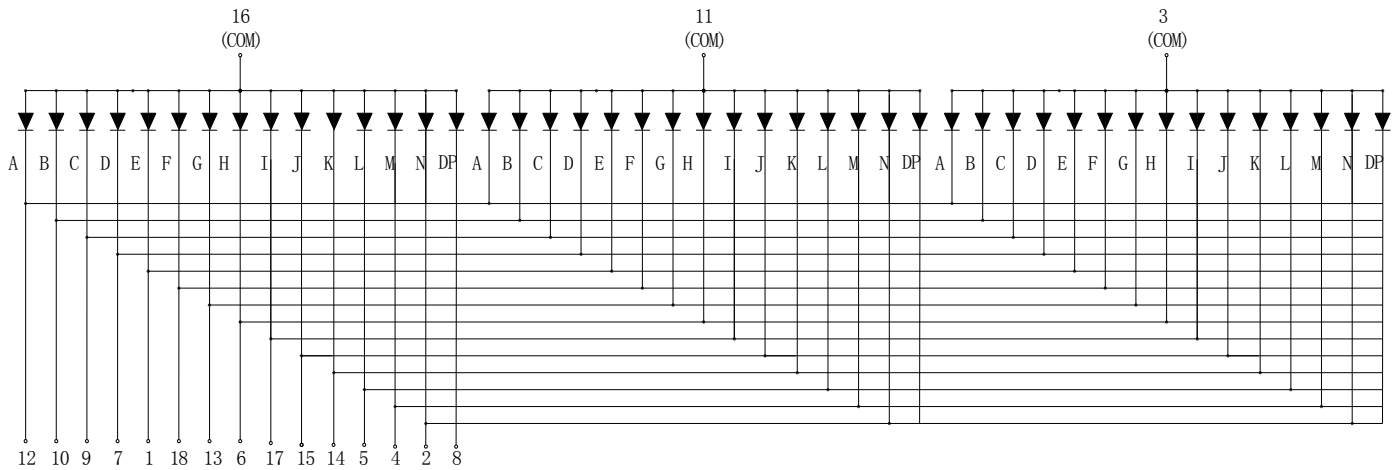 16 11 3
(COM) (COM) (COM)
A B C D E F G H I J K L M N DP A B C D E F G H I J K L M N DP A B C D E F G H I J K L M N DP
12 10 9 7 1 18 13 6 17 15 14 5 4 2 8